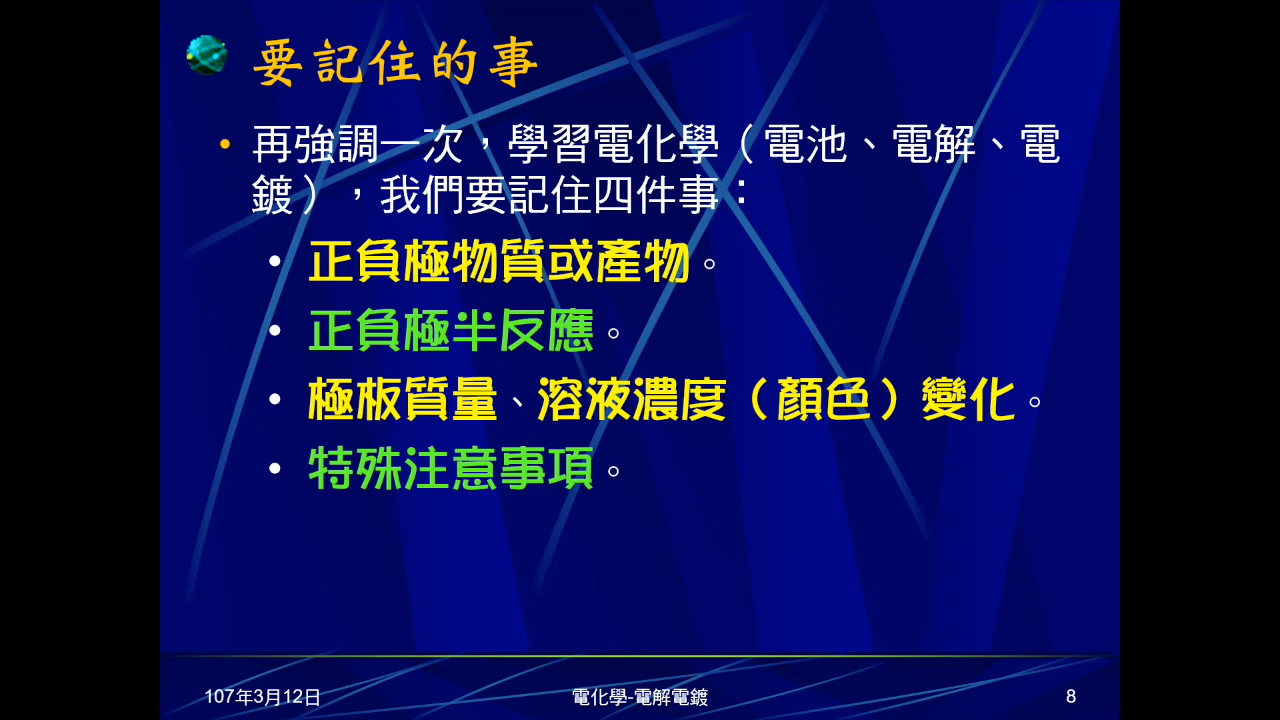 要記住的事
• 再強調一次，學習電化學（電池、電解、電
鍍），我們要記住四件事：
• 正負極物質或產物。
• 正負極半反應。
• 極板質量、溶液濃度（顏色）變化。
• 特殊注意事項。
107年3月12日
電化學-電解電鍍
8